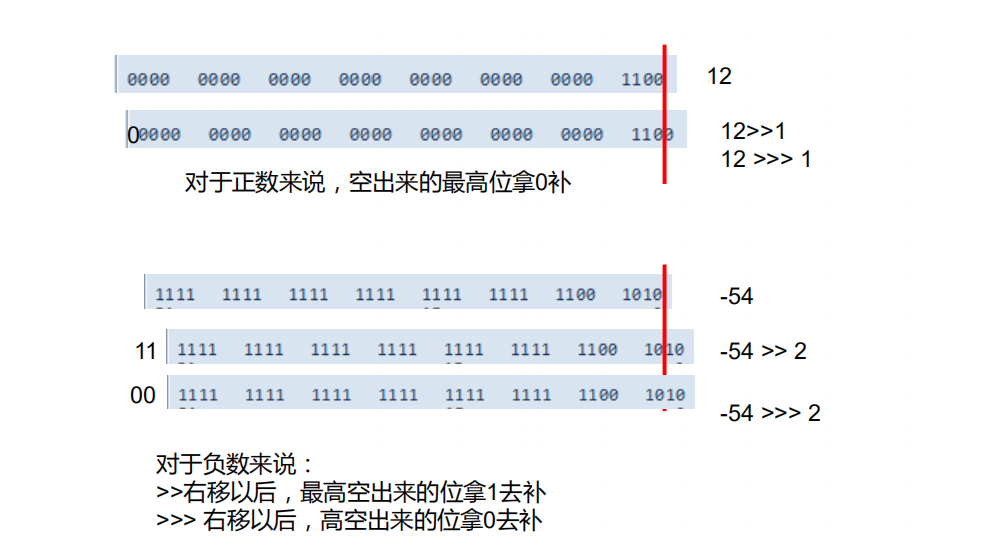 0000 0000 0000 0000 0000 0000 0000 1100 12
0 0000 0000 0000 0000 0000 0000 0000 1100 12>>1
12 >>> 1
对于正数来说，空出来的最高位拿0补
1111 1111 1111 1111 1111 1111 1100 1010 -54
11 1111 1111 1111 1111 1111 1111 1100 1010 -54 >> 2
00 1111 1111 1111 1111 1111 1111 1100 1010 -54 >>> 2
对于负数来说：
>>右移以后，最高空出来的位拿1去补
>>> 右移以后，高空出来的位拿0去补